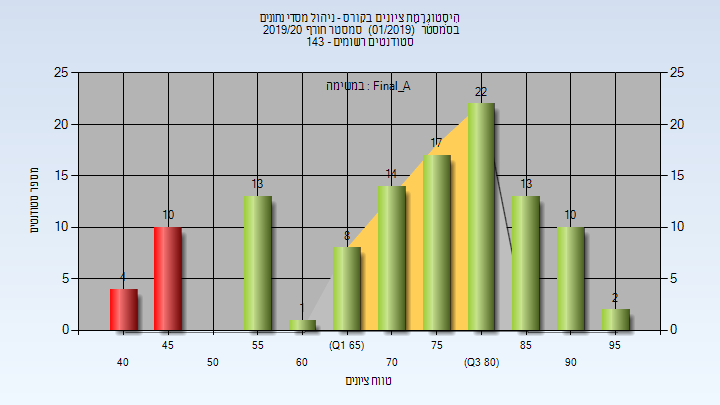 היסטוגרמת ציונים בקורס - ניהול מסדי נתונים
בסמסטר (01/2019) סמסטר חורף 2019/20
סטודנטים רשומים - 143
במטימה : Final_A
מספר סטודנטים
25 20 15 10 5 0
25 20 15 10 5 0
4 10 13 1 8 14 17 22 13 10 2
45 55 (Q1 65) 75 85 95
40 50 60 70 (Q3 80) 90
טווח ציונים